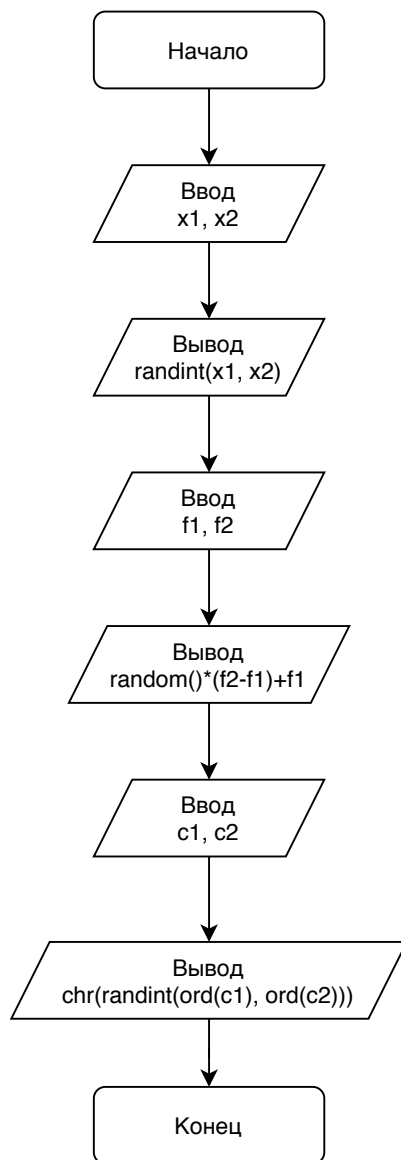 Начало
Ввод
x1, x2
Вывод
randint(x1, x2)
Ввод
f1, f2
Вывод
random()*(f2-f1)+f1
Ввод
c1, c2
Вывод
chr(randint(ord(c1), ord(c2)))
Конец